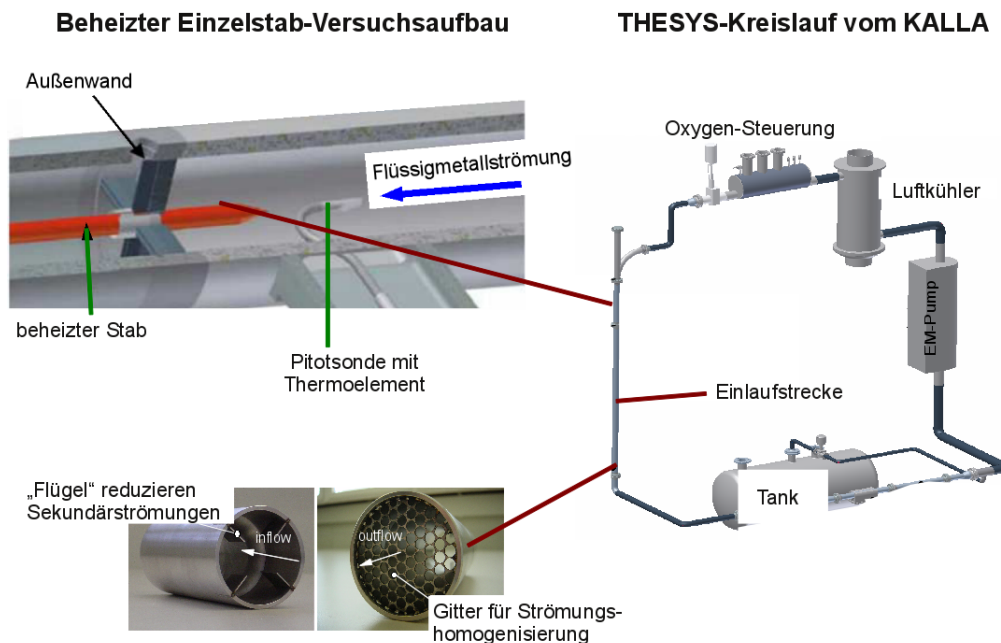 Beheizter Einzelstab-Versuchsaufbau
THESYS-Kreislauf vom KALLA
Außenwand
Flüssigmetallströmung
beheizter Stab
Pitotsonde mit
Thermoelement
Oxygen-Steuerung
Luftkühler
EM-Pump
Einlaufstrecke
Tank
„Flügel“ reduzieren
Sekundärströmungen
inflow
outflow
Gitter für Strömungs-
homogenisierung